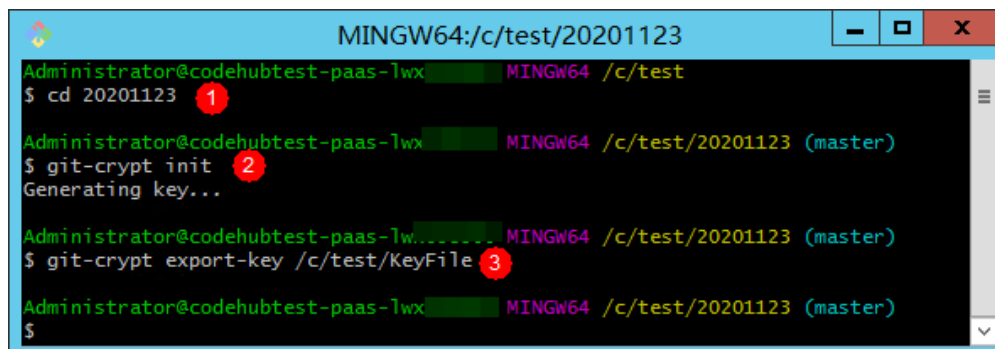 MINGW64:/c/test/20201123
Administrator@codehubtest-paas-lwx MINGW64 /c/test
$ cd 20201123 1
Administrator@codehubtest-paas-lwx MINGW64 /c/test/20201123 (master)
$ git-crypt init 2
Generating key...
Administrator@codehubtest-paas-lw MINGW64 /c/test/20201123 (master)
$ git-crypt export-key /c/test/KeyFile 3
Administrator@codehubtest-paas-lwx MINGW64 /c/test/20201123 (master)
$